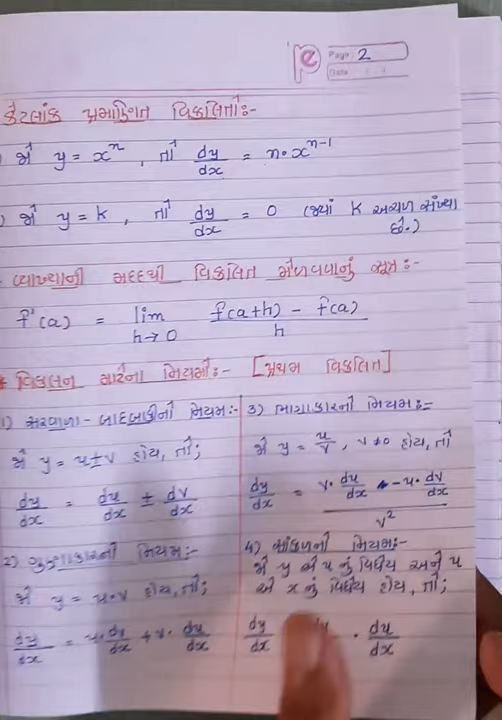 Page: 2
Date
કેટલાંક પ્રમાણિત વિકલિતો:-
જો y = xⁿ, તો dy/dx = n·xⁿ⁻¹
જો y = k, તો dy/dx = 0 (જ્યાં k અચળ સંખ્યા છે.)
વ્યાખ્યાની મદદથી વિકલિત મેળવવાનું સૂત્ર:-
f'(a) = lim h→0 f(a+h) - f(a) / h
* વિકલન માટેના નિયમો:- [પ્રથમ વિકલિત]
1) સરવાળા - બાદબાકીનો નિયમ:-
જો y = u ± v હોય, તો;
dy/dx = du/dx ± dv/dx
2) ગુણાકારનો નિયમ:-
જો y = u·v હોય, તો;
dy/dx = u·dv/dx + v·du/dx
3) ભાગાકારનો નિયમ:-
જો y = u/v, v≠0 હોય, તો
dy/dx = v·du/dx - u·dv/dx / v²
4) સાંકળનો નિયમ:-
જો y એ u નું વિધેય અને u
એ x નું વિધેય હોય, તો;
dy/dx · du/dx